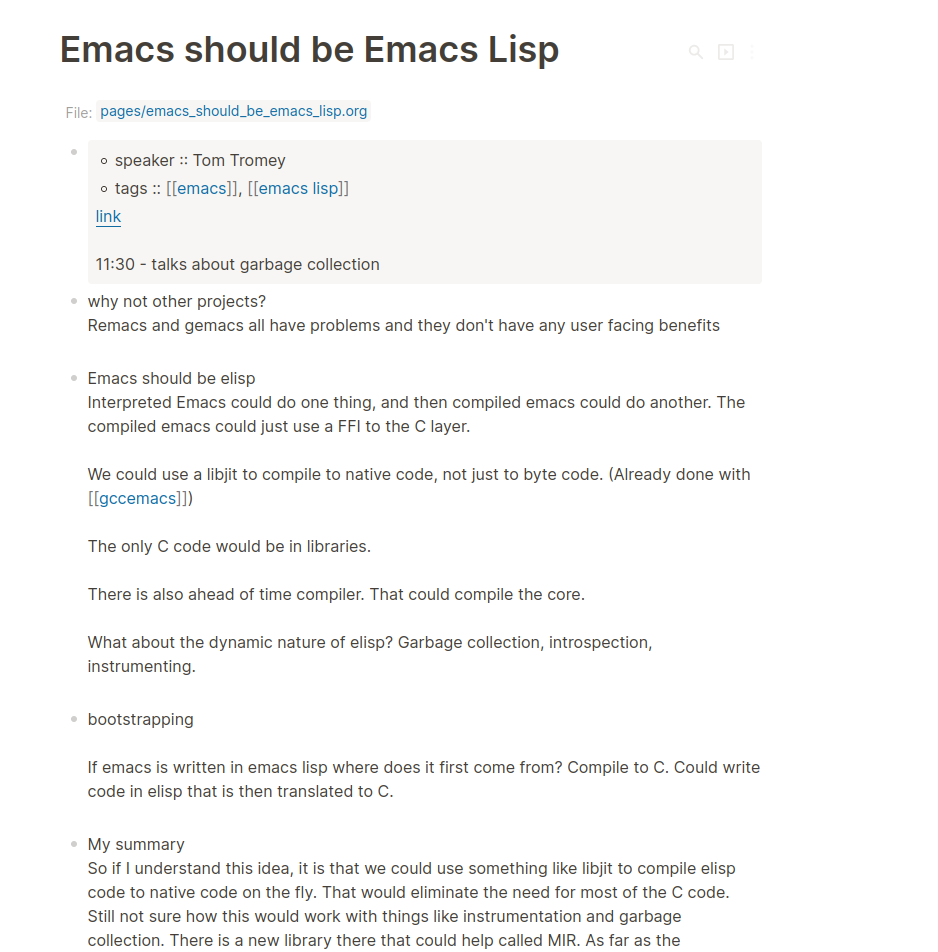 Emacs should be Emacs Lisp
File: pages/emacs_should_be_emacs_lisp.org
speaker :: Tom Tromey
tags :: [[emacs]], [[emacs lisp]]
link
11:30 - talks about garbage collection
why not other projects?
Remacs and gemacs all have problems and they don't have any user facing benefits
Emacs should be elisp
Interpreted Emacs could do one thing, and then compiled emacs could do another. The
compiled emacs could just use a FFI to the C layer.
We could use a libjit to compile to native code, not just to byte code. (Already done with
[[gccemacs]])
The only C code would be in libraries.
There is also ahead of time compiler. That could compile the core.
What about the dynamic nature of elisp? Garbage collection, introspection,
instrumenting.
bootstrapping
If emacs is written in emacs lisp where does it first come from? Compile to C. Could write
code in elisp that is then translated to C.
My summary
So if I understand this idea, it is that we could use something like libjit to compile elisp
code to native code on the fly. That would eliminate the need for most of the C code.
Still not sure how this would work with things like instrumentation and garbage
collection. There is a new library there that could help called MIR. As far as the